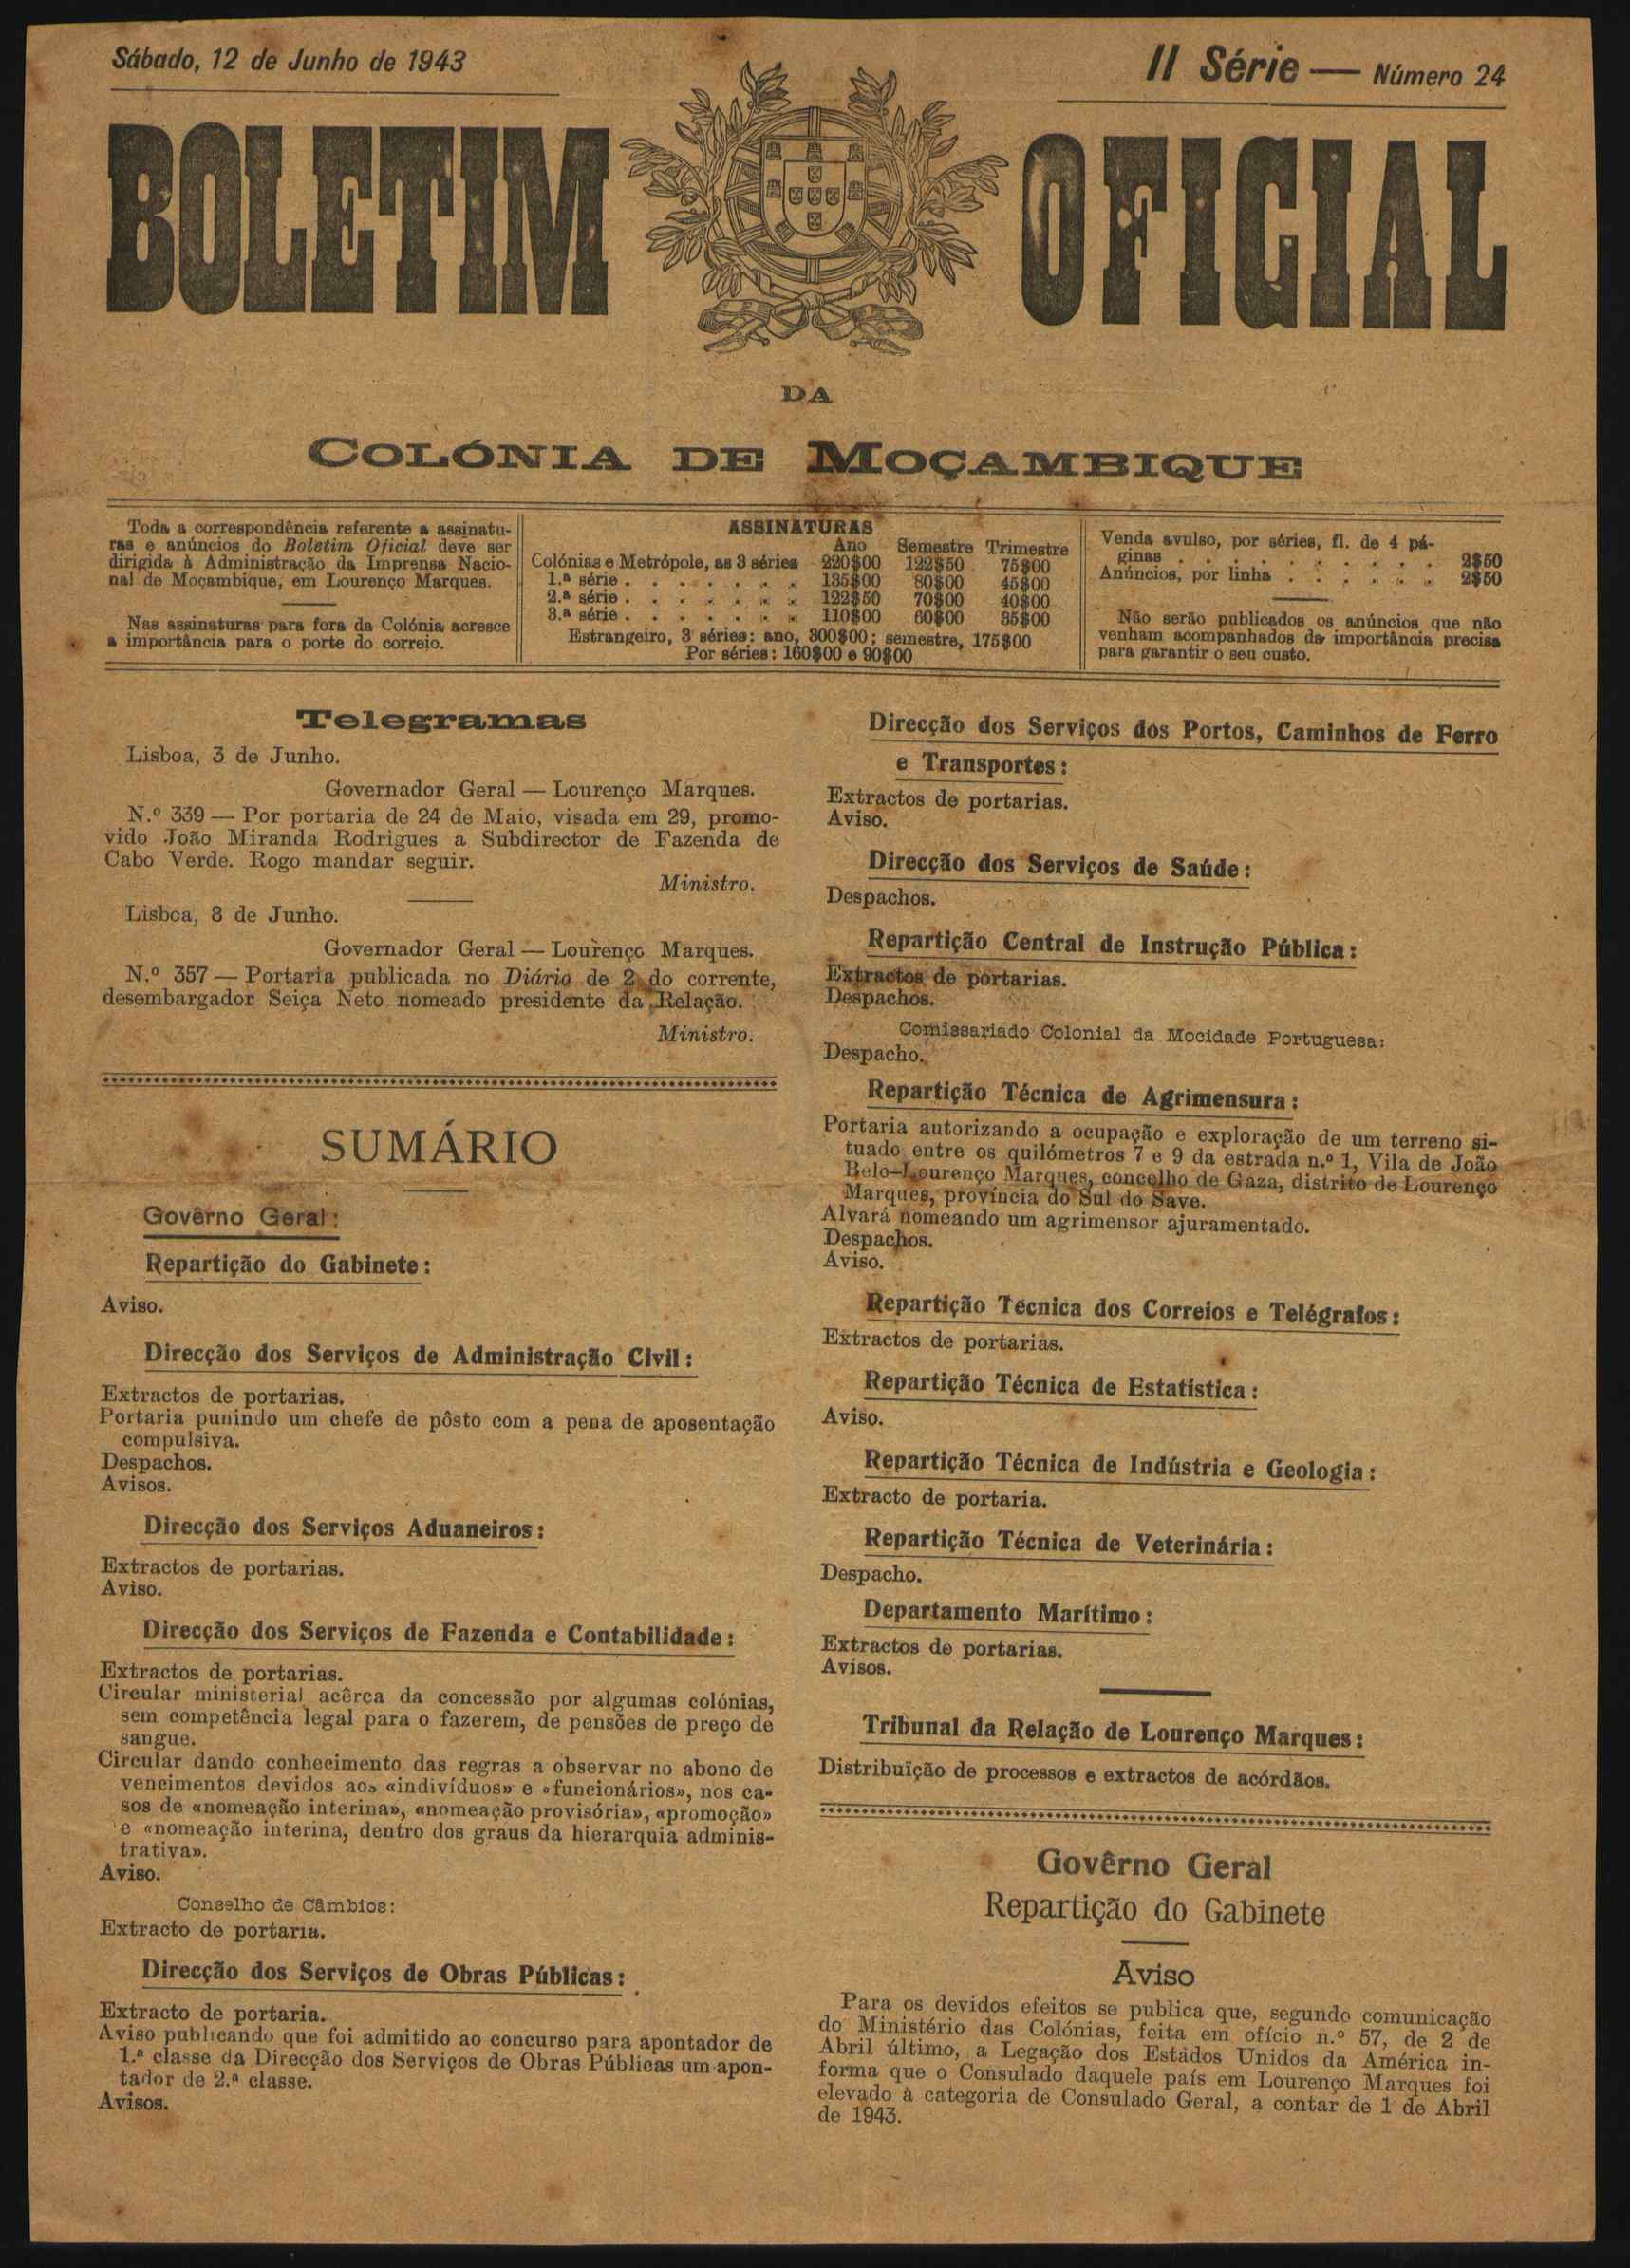 Sábado, 12 de Junho de 1943
II Série — Número 24
BOLETIM OFICIAL
DA
COLÓNIA DE MOÇAMBIQUE
Toda a correspondência referente a assinatu-
ras e anúncios do Boletim Oficial deve ser
dirigida à Administração da Imprensa Nacio-
nal de Moçambique, em Lourenço Marques.
Nas assinaturas para fora da Colónia acresce
a importância para o porte do correio.
ASSINATURAS
Ano Semestre Trimestre
Colónias e Metrópole, as 3 séries 220$00 122$50 75$00
1.ª série . . . . . . . 135$00 80$00 45$00
2.ª série . . . . . . . 122$50 70$00 40$00
3.ª série . . . . . . . 110$00 60$00 35$00
Estrangeiro, 3 séries: ano, 300$00; semestre, 175$00
Por séries: 160$00 e 90$00
Venda avulso, por séries, fl. de 4 pá-
ginas . . . . . . . . . . 2$50
Anúncios, por linha . . . . . . 2$50
Não serão publicados os anúncios que não
venham acompanhados da importância precisa
para garantir o seu custo.
Telegramas
Lisboa, 3 de Junho.
Governador Geral — Lourenço Marques.
N.º 339 — Por portaria de 24 de Maio, visada em 29, promo-
vido João Miranda Rodrigues a Subdirector de Fazenda de
Cabo Verde. Rogo mandar seguir.
Ministro.
Lisboa, 8 de Junho.
Governador Geral — Lourenço Marques.
N.º 357 — Portaria publicada no Diário de 2 do corrente,
desembargador Seiça Neto nomeado presidente da Relação.
Ministro.
SUMÁRIO
Govêrno Geral:
Repartição do Gabinete:
Aviso.
Direcção dos Serviços de Administração Civil:
Extractos de portarias.
Portaria punindo um chefe de pôsto com a pena de aposentação
compulsiva.
Despachos.
Avisos.
Direcção dos Serviços Aduaneiros:
Extractos de portarias.
Aviso.
Direcção dos Serviços de Fazenda e Contabilidade:
Extractos de portarias.
Circular ministerial acêrca da concessão por algumas colónias,
sem competência legal para o fazerem, de pensões de preço de
sangue.
Circular dando conhecimento das regras a observar no abono de
vencimentos devidos aos «indivíduos» e «funcionários», nos ca-
sos de «nomeação interina», «nomeação provisória», «promoção»
e «nomeação interina, dentro dos graus da hierarquia adminis-
trativa».
Aviso.
Conselho de Câmbios:
Extracto de portaria.
Direcção dos Serviços de Obras Públicas:
Extracto de portaria.
Aviso publicando que foi admitido ao concurso para apontador de
1.ª classe da Direcção dos Serviços de Obras Públicas um apon-
tador de 2.ª classe.
Avisos.
Direcção dos Serviços dos Portos, Caminhos de Ferro
e Transportes:
Extractos de portarias.
Aviso.
Direcção dos Serviços de Saúde:
Despachos.
Repartição Central de Instrução Pública:
Extractos de portarias.
Despachos.
Comissariado Colonial da Mocidade Portuguesa:
Despacho.
Repartição Técnica de Agrimensura:
Portaria autorizando a ocupação e exploração de um terreno si-
tuado entre os quilómetros 7 e 9 da estrada n.º 1, Vila de João
Belo-Lourenço Marques, concelho de Gaza, distrito de Lourenço
Marques, província do Sul do Save.
Alvará nomeando um agrimensor ajuramentado.
Despachos.
Aviso.
Repartição Técnica dos Correios e Telégrafos:
Extractos de portarias.
Repartição Técnica de Estatística:
Aviso.
Repartição Técnica de Indústria e Geologia:
Extracto de portaria.
Repartição Técnica de Veterinária:
Despacho.
Departamento Marítimo:
Extractos de portarias.
Avisos.
Tribunal da Relação de Lourenço Marques:
Distribuïção de processos e extractos de acórdãos.
Govêrno Geral
Repartição do Gabinete
Aviso
Para os devidos efeitos se publica que, segundo comunicação
do Ministério das Colónias, feita em ofício n.º 57, de 2 de
Abril último, a Legação dos Estados Unidos da América in-
forma que o Consulado daquele país em Lourenço Marques foi
elevado à categoria de Consulado Geral, a contar de 1 de Abril
de 1943.